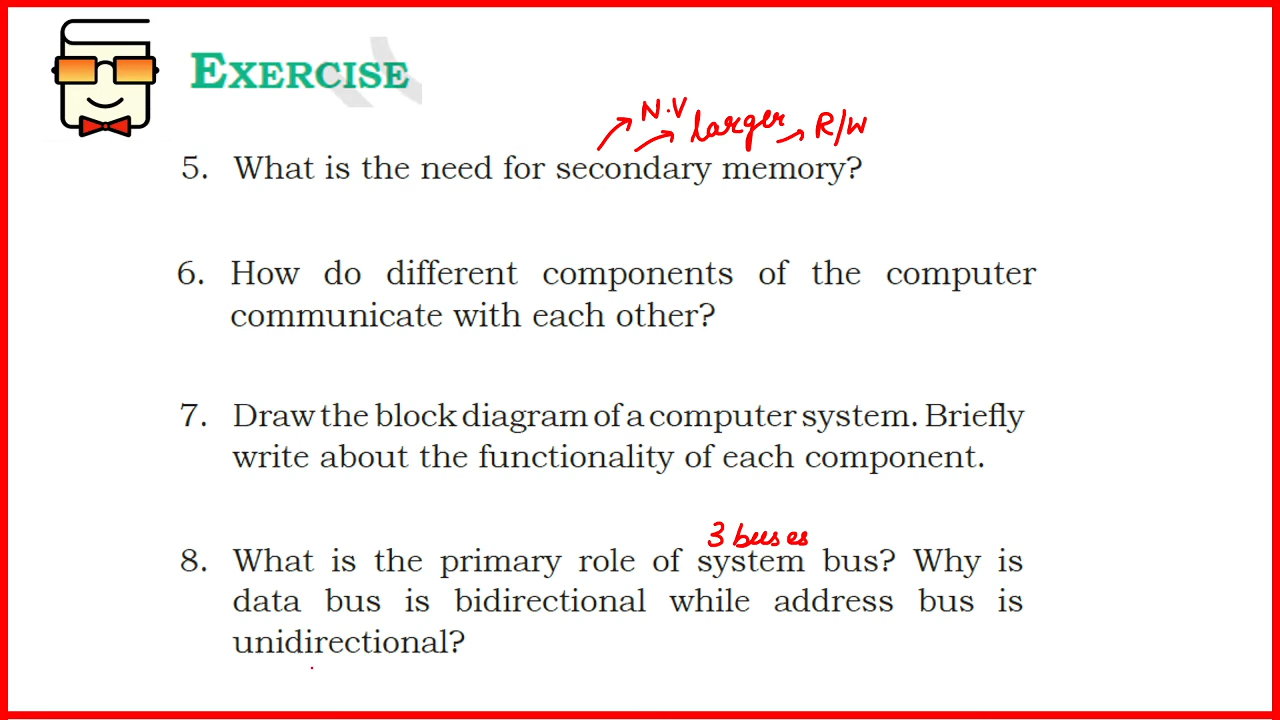 EXERCISE
N.V larger R/W
5. What is the need for secondary memory?
6. How do different components of the computer
communicate with each other?
7. Draw the block diagram of a computer system. Briefly
write about the functionality of each component.
3 buses
8. What is the primary role of system bus? Why is
data bus is bidirectional while address bus is
unidirectional?